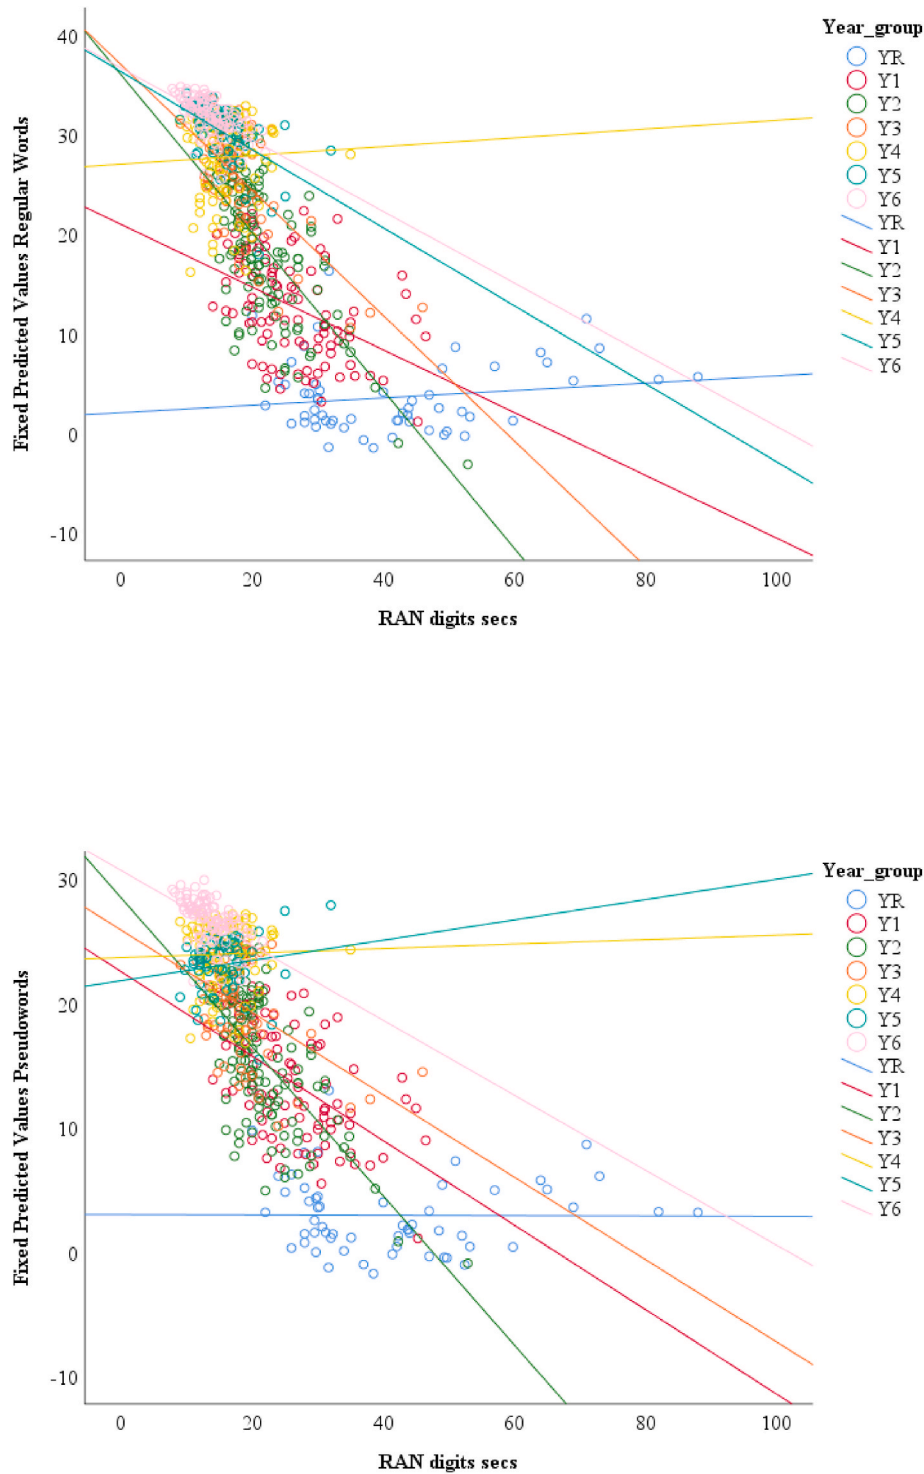 Year_group
YR
Y1
Y2
Y3
Y4
Y5
Y6
YR
Y1
Y2
Y3
Y4
Y5
Y6
Fixed Predicted Values Regular Words
40
30
20
10
0
-10
0 20 40 60 80 100
RAN digits secs
Year_group
YR
Y1
Y2
Y3
Y4
Y5
Y6
YR
Y1
Y2
Y3
Y4
Y5
Y6
Fixed Predicted Values Pseudowords
30
20
10
0
-10
0 20 40 60 80 100
RAN digits secs